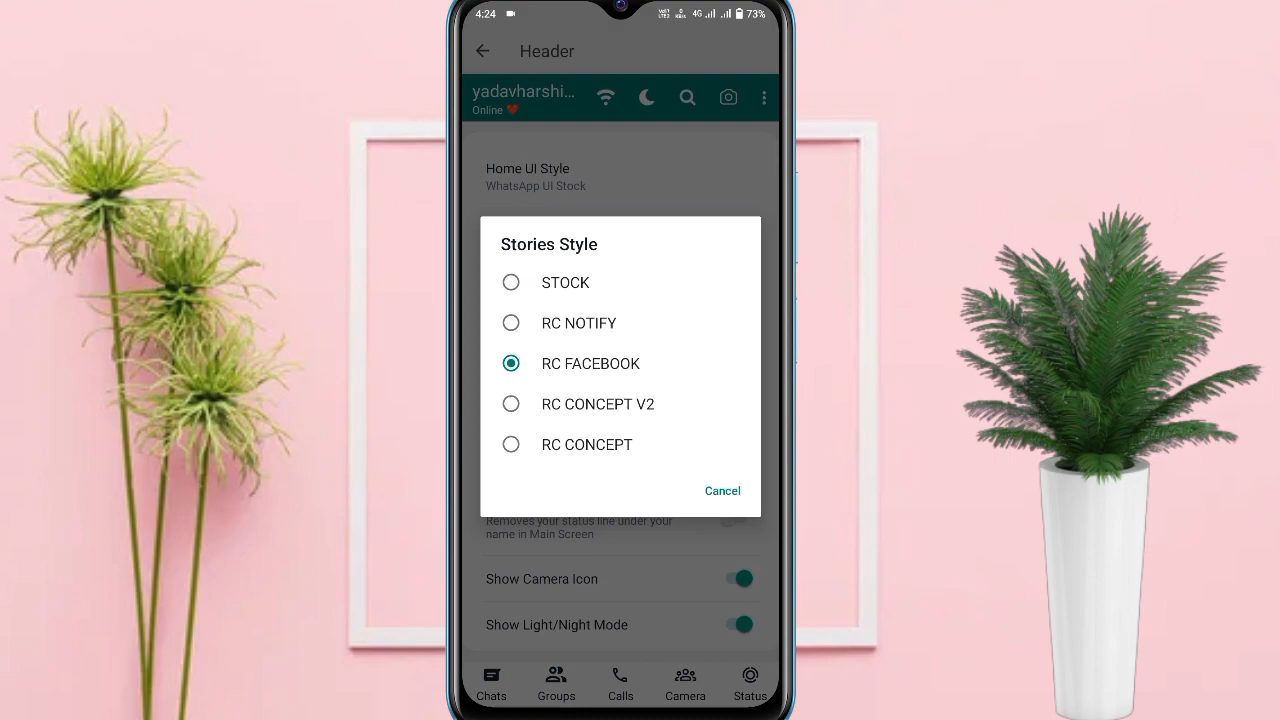 4:24
4G 73%
Header
yadavharshi...
Online ❤️
Home UI Style
WhatsApp UI Stock
Stories Style
STOCK
RC NOTIFY
RC FACEBOOK
RC CONCEPT V2
RC CONCEPT
Cancel
Removes your status line under your
name in Main Screen
Show Camera Icon
Show Light/Night Mode
Chats Groups Calls Camera Status